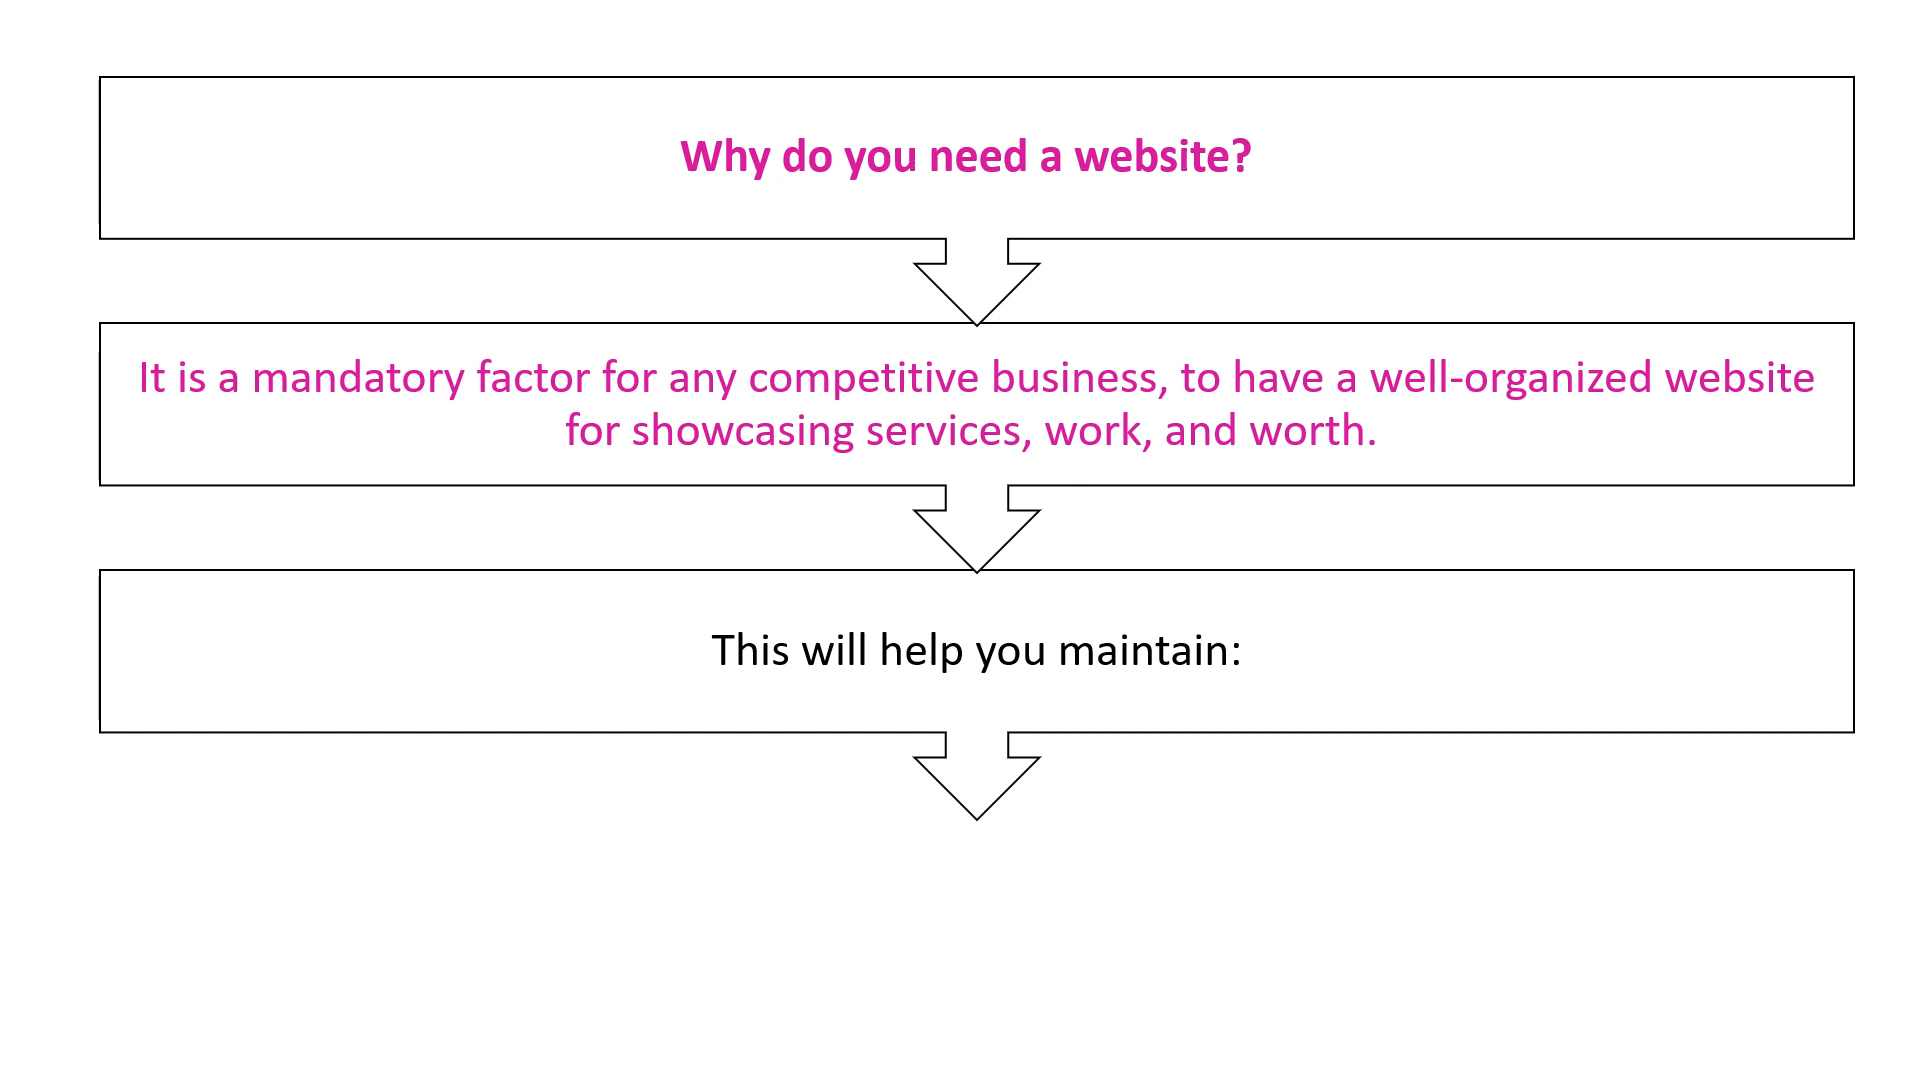 Why do you need a website?
It is a mandatory factor for any competitive business, to have a well-organized website
for showcasing services, work, and worth.
This will help you maintain: